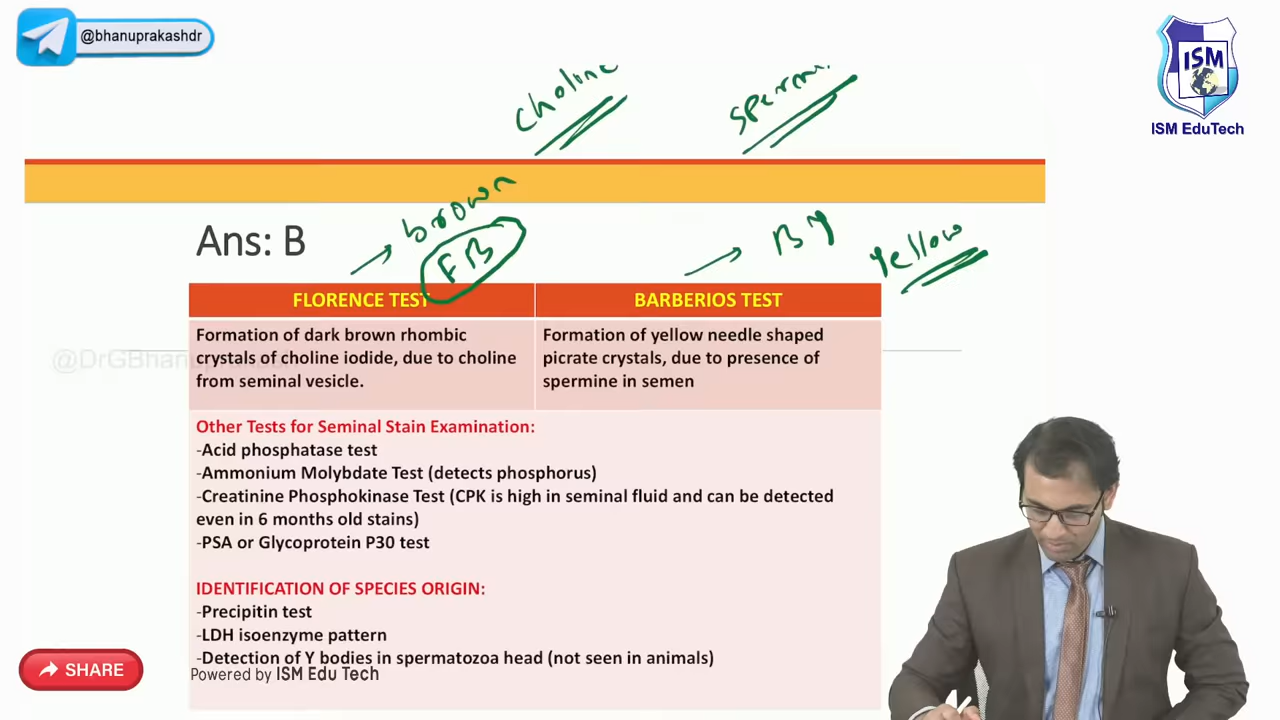 @bhanuprakashdr
ISM
ISM EduTech
choline
brown
FB
BY
Yellow
Ans: B
FLORENCE TEST
BARBERIOS TEST
Formation of dark brown rhombic
crystals of choline iodide, due to choline
from seminal vesicle.
Formation of yellow needle shaped
picrate crystals, due to presence of
spermine in semen
Other Tests for Seminal Stain Examination:
-Acid phosphatase test
-Ammonium Molybdate Test (detects phosphorus)
-Creatinine Phosphokinase Test (CPK is high in seminal fluid and can be detected
even in 6 months old stains)
-PSA or Glycoprotein P30 test
IDENTIFICATION OF SPECIES ORIGIN:
-Precipitin test
-LDH isoenzyme pattern
-Detection of Y bodies in spermatozoa head (not seen in animals)
SHARE
Powered by ISM Edu Tech